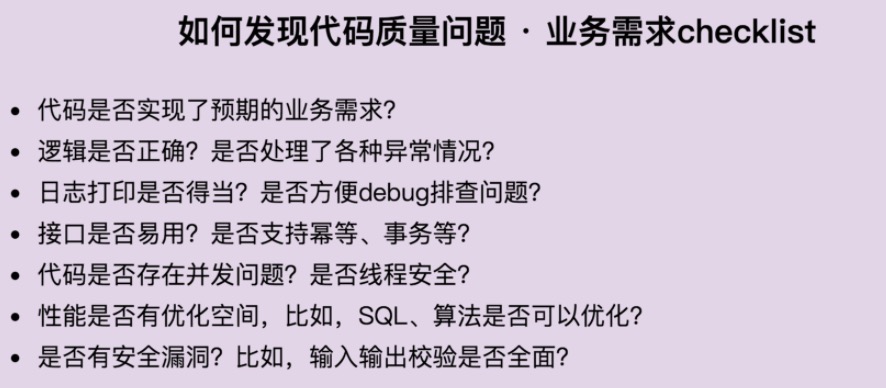 如何发现代码质量问题 · 业务需求checklist
• 代码是否实现了预期的业务需求？
• 逻辑是否正确？是否处理了各种异常情况？
• 日志打印是否得当？是否方便debug排查问题？
• 接口是否易用？是否支持幂等、事务等？
• 代码是否存在并发问题？是否线程安全？
• 性能是否有优化空间，比如，SQL、算法是否可以优化？
• 是否有安全漏洞？比如，输入输出校验是否全面？